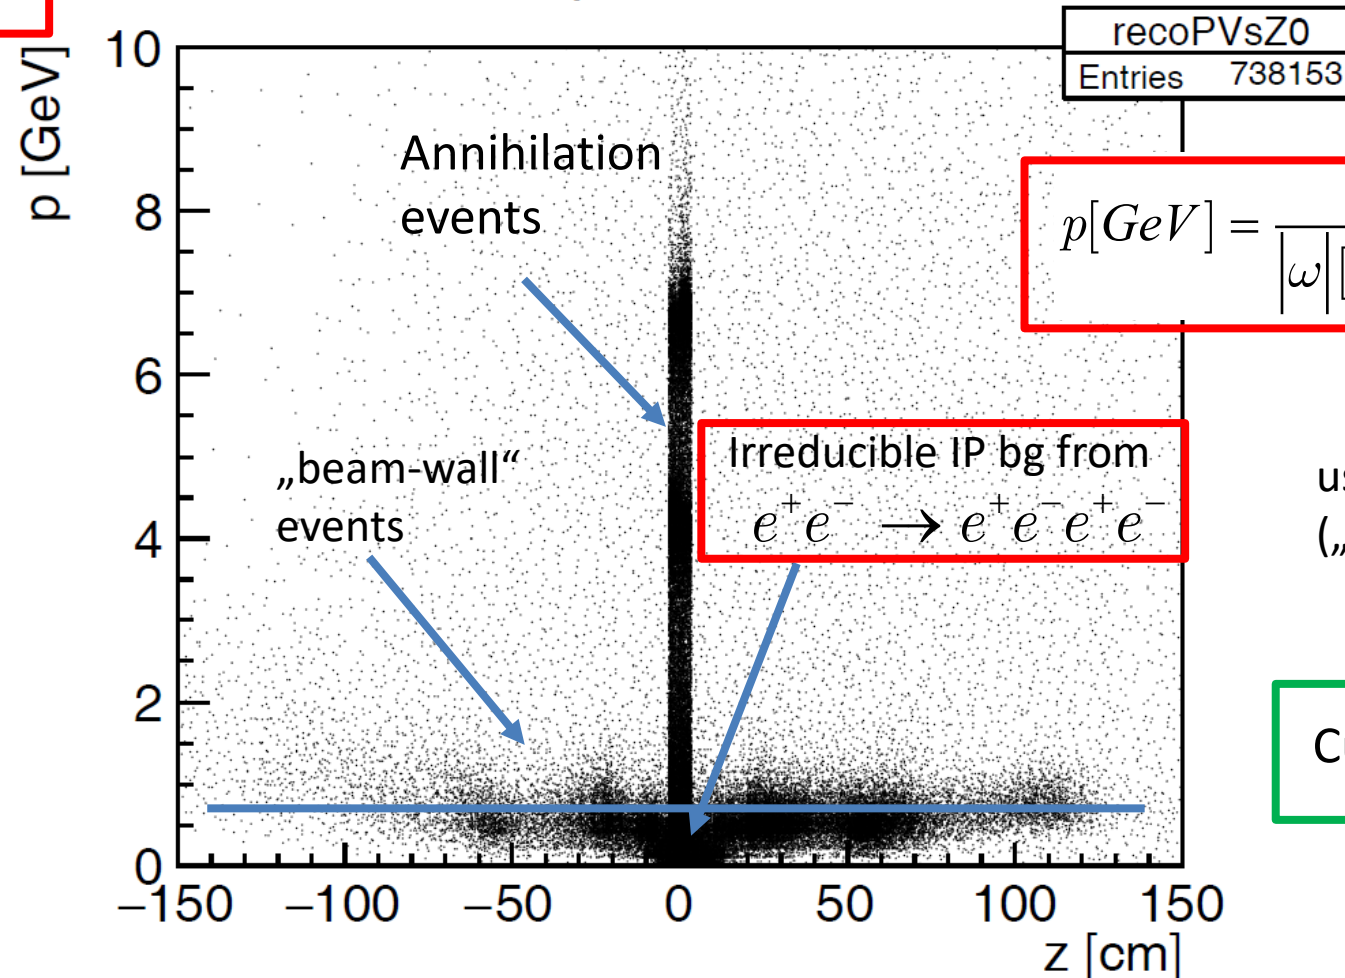 recoPVsZ0
Entries 738153
p [GeV]
10
8
6
4
2
0
Annihilation
events
p[GeV] =
|ω| [
„beam-wall“
events
Irreducible IP bg from
e⁺e⁻ → e⁺e⁻e⁺e⁻
us
(„
−150 −100 −50 0 50 100 150
z [cm]